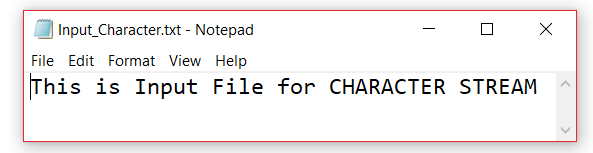 Input_Character.txt - Notepad
File Edit Format View Help
This is Input File for CHARACTER STREAM